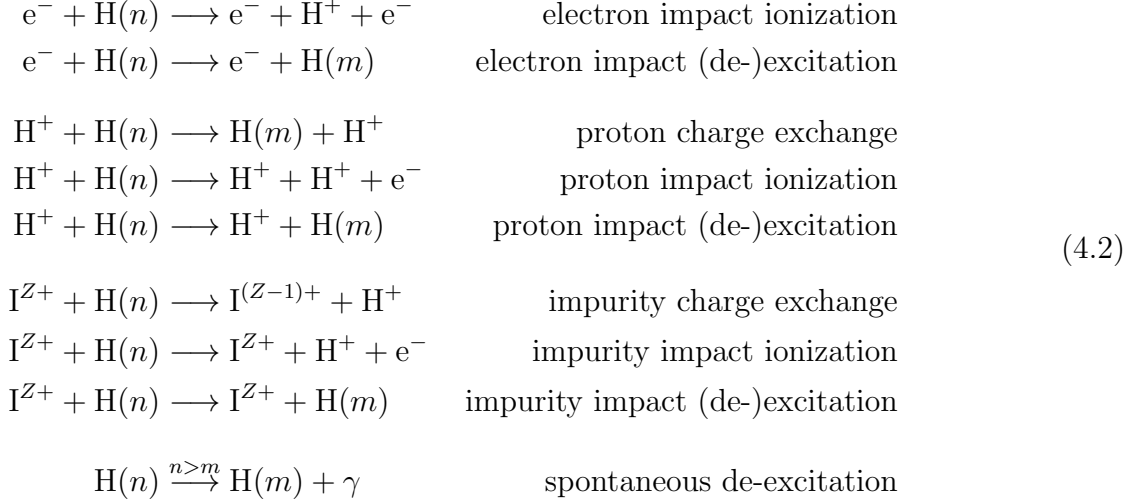 e⁻ + H(n) ⟶ e⁻ + H⁺ + e⁻ electron impact ionization
e⁻ + H(n) ⟶ e⁻ + H(m) electron impact (de-)excitation
H⁺ + H(n) ⟶ H(m) + H⁺ proton charge exchange
H⁺ + H(n) ⟶ H⁺ + H⁺ + e⁻ proton impact ionization
H⁺ + H(n) ⟶ H⁺ + H(m) proton impact (de-)excitation
(4.2)
I^{Z+} + H(n) ⟶ I^{(Z−1)+} + H⁺ impurity charge exchange
I^{Z+} + H(n) ⟶ I^{Z+} + H⁺ + e⁻ impurity impact ionization
I^{Z+} + H(n) ⟶ I^{Z+} + H(m) impurity impact (de-)excitation
H(n) \overset{n>m}{⟶} H(m) + γ spontaneous de-excitation